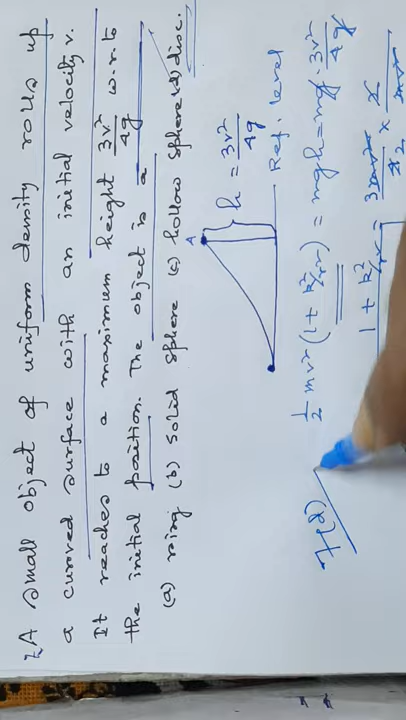 7. A small object of uniform density rolls up
a curved surface with an initial velocity v.
It reaches to a maximum height 3v²/4g w.r.to
the initial position. The object is a
(a) ring (b) solid sphere (c) hollow sphere (d) disc.
A
h = 3v²/4g
Ref. level
7(d) ½ mv² (1 + k²/r²) = mgh = mg · 3v²/4g
1 + k²/r² =